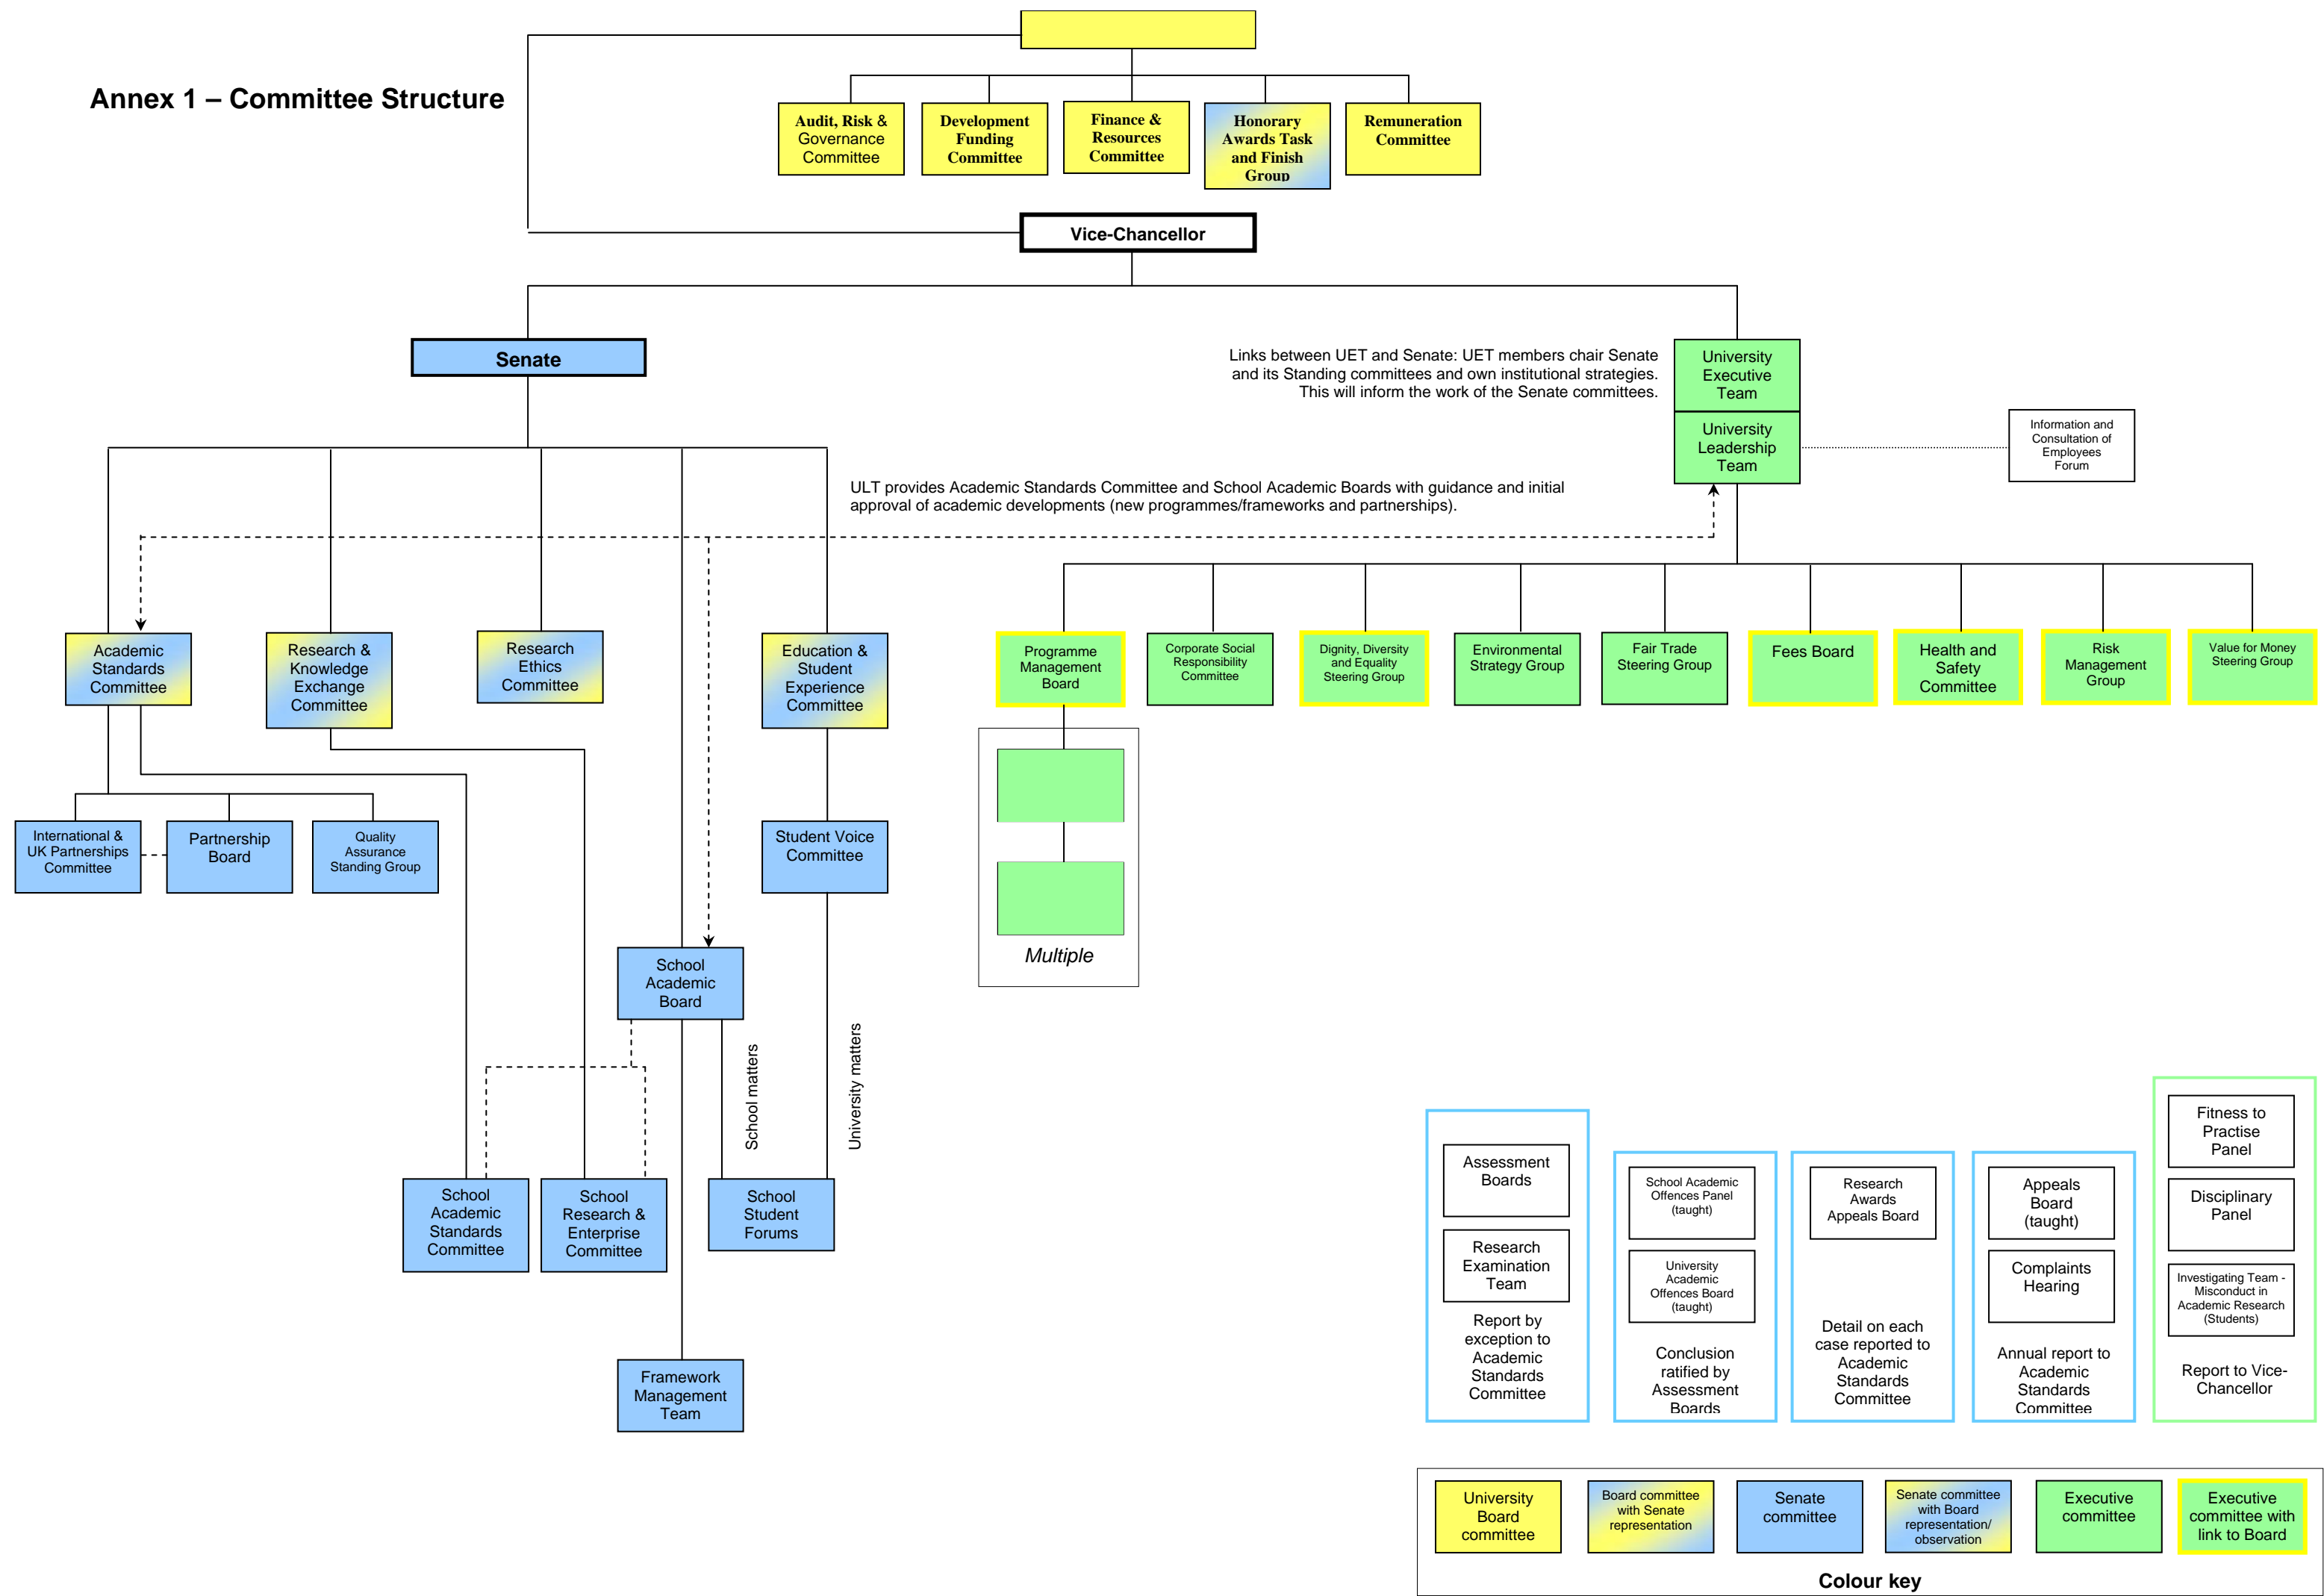 Annex 1 – Committee Structure
Audit, Risk &
Governance
Committee
Development
Funding
Committee
Finance &
Resources
Committee
Honorary
Awards Task
and Finish
Group
Remuneration
Committee
Vice-Chancellor
Senate
Links between UET and Senate: UET members chair Senate
and its Standing committees and own institutional strategies.
This will inform the work of the Senate committees.
University
Executive
Team
University
Leadership
Team
Information and
Consultation of
Employees
Forum
ULT provides Academic Standards Committee and School Academic Boards with guidance and initial
approval of academic developments (new programmes/frameworks and partnerships).
Academic
Standards
Committee
Research &
Knowledge
Exchange
Committee
Research
Ethics
Committee
Education &
Student
Experience
Committee
Programme
Management
Board
Corporate Social
Responsibility
Committee
Dignity, Diversity
and Equality
Steering Group
Environmental
Strategy Group
Fair Trade
Steering Group
Fees Board
Health and
Safety
Committee
Risk
Management
Group
Value for Money
Steering Group
International &
UK Partnerships
Committee
Partnership
Board
Quality
Assurance
Standing Group
Student Voice
Committee
Multiple
School
Academic
Board
School matters
University matters
School
Academic
Standards
Committee
School
Research &
Enterprise
Committee
School
Student
Forums
Framework
Management
Team
Assessment
Boards
Research
Examination
Team
Report by
exception to
Academic
Standards
Committee
School Academic
Offences Panel
(taught)
University
Academic
Offences Board
(taught)
Conclusion
ratified by
Assessment
Boards
Research
Awards
Appeals Board
Detail on each
case reported to
Academic
Standards
Committee
Appeals
Board
(taught)
Complaints
Hearing
Annual report to
Academic
Standards
Committee
Fitness to
Practise
Panel
Disciplinary
Panel
Investigating Team -
Misconduct in
Academic Research
(Students)
Report to Vice-
Chancellor
University
Board
committee
Board committee
with Senate
representation
Senate
committee
Senate committee
with Board
representation/
observation
Executive
committee
Executive
committee with
link to Board
Colour key